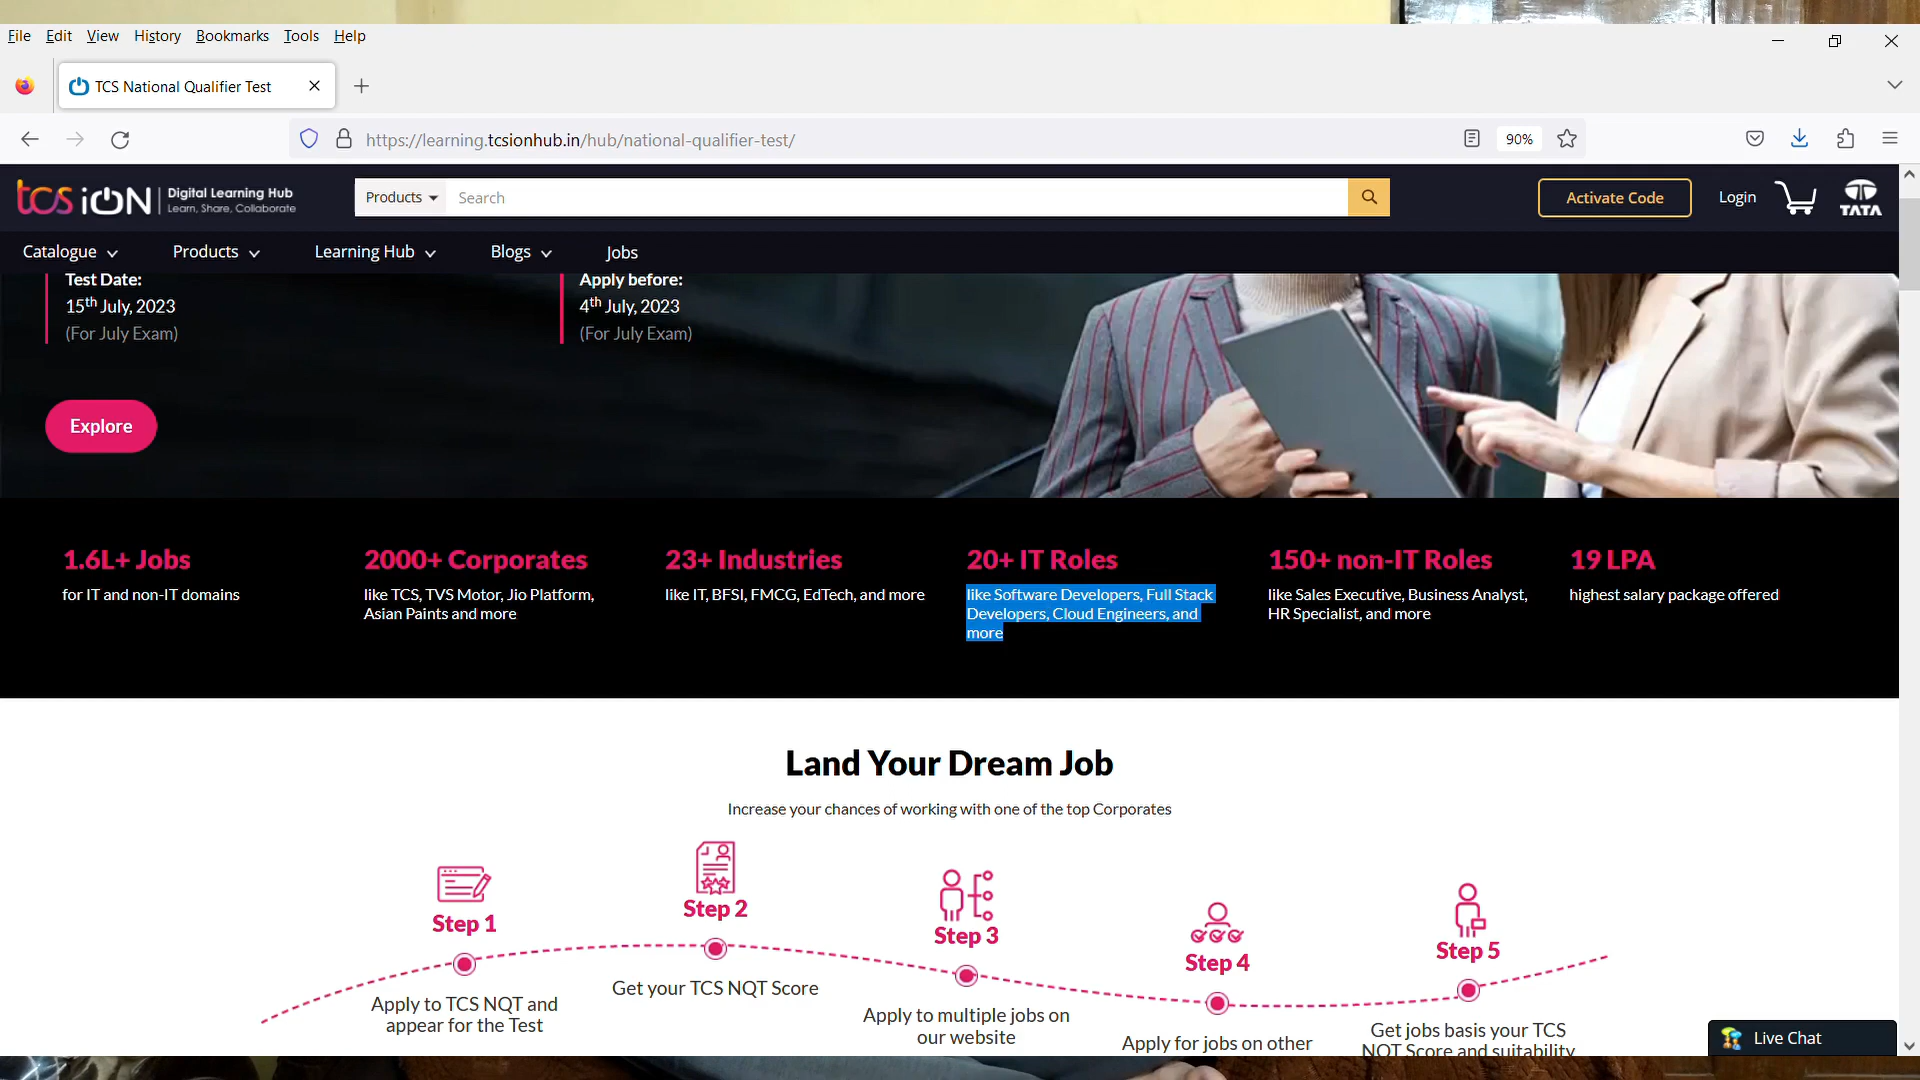 File Edit View History Bookmarks Tools Help
TCS National Qualifier Test
https://learning.tcsionhub.in/hub/national-qualifier-test/
90%
tcs iON Digital Learning Hub
Learn, Share, Collaborate
Products Search
Activate Code
Login
TATA
Catalogue Products Learning Hub Blogs Jobs
Test Date:
15th July, 2023
(For July Exam)
Apply before:
4th July, 2023
(For July Exam)
Explore
1.6L+ Jobs
for IT and non-IT domains
2000+ Corporates
like TCS, TVS Motor, Jio Platform,
Asian Paints and more
23+ Industries
like IT, BFSI, FMCG, EdTech, and more
20+ IT Roles
like Software Developers, Full Stack
Developers, Cloud Engineers, and
more
150+ non-IT Roles
like Sales Executive, Business Analyst,
HR Specialist, and more
19 LPA
highest salary package offered
Land Your Dream Job
Increase your chances of working with one of the top Corporates
Step 1
Apply to TCS NQT and
appear for the Test
Step 2
Get your TCS NQT Score
Step 3
Apply to multiple jobs on
our website
Step 4
Apply for jobs on other
Step 5
Get jobs basis your TCS
NQT Score and suitability
Live Chat